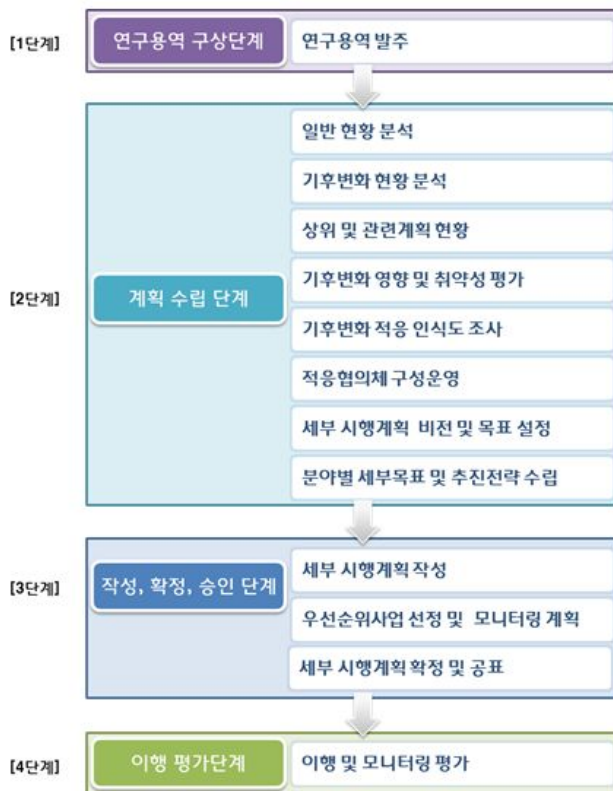 [1단계]
연구용역 구상단계
연구용역 발주
[2단계]
계획 수립 단계
일반 현황 분석
기후변화 현황 분석
상위 및 관련계획 현황
기후변화 영향 및 취약성 평가
기후변화 적응 인식도 조사
적응협의체 구성운영
세부 시행계획 비전 및 목표 설정
분야별 세부목표 및 추진전략 수립
[3단계]
작성, 확정, 승인 단계
세부 시행계획 작성
우선순위사업 선정 및 모니터링 계획
세부 시행계획 확정 및 공표
[4단계]
이행 평가단계
이행 및 모니터링 평가